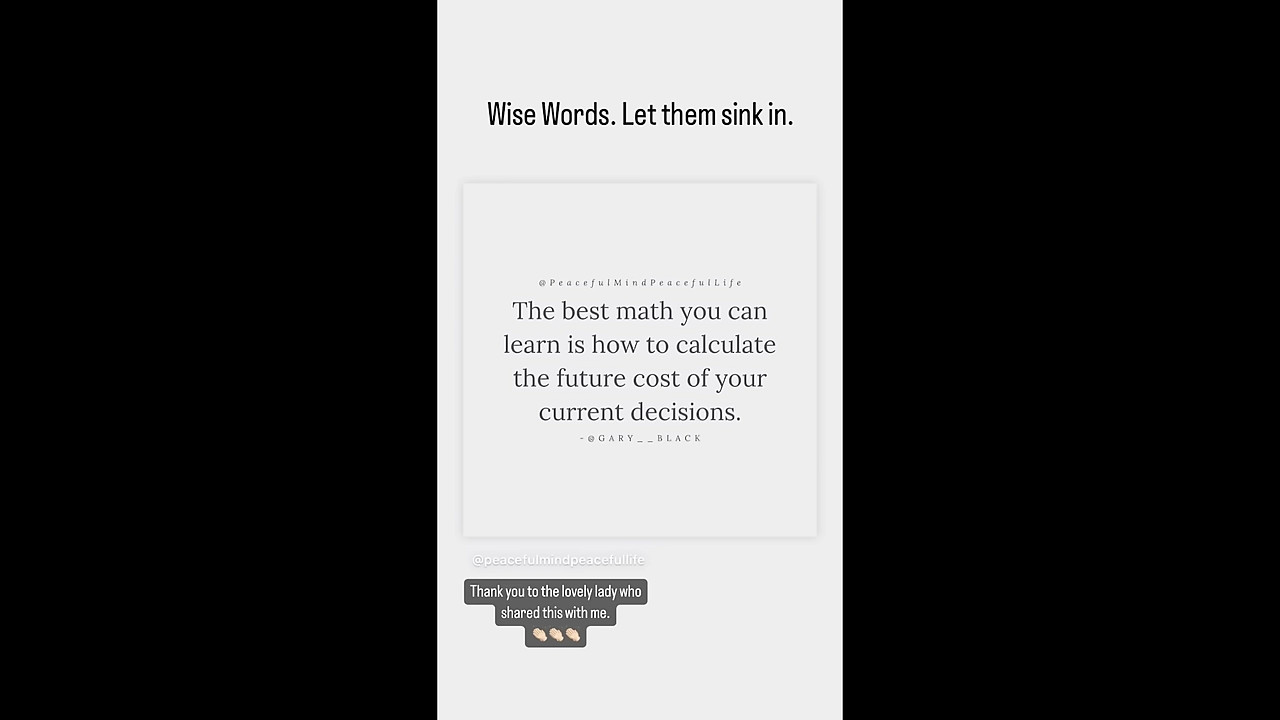 Wise Words. Let them sink in.
@PeacefulMindPeacefulLife
The best math you can
learn is how to calculate
the future cost of your
current decisions.
-@GARY__BLACK
@peacefulmindpeacefullife
Thank you to the lovely lady who
shared this with me.
👏🏻👏🏻👏🏻